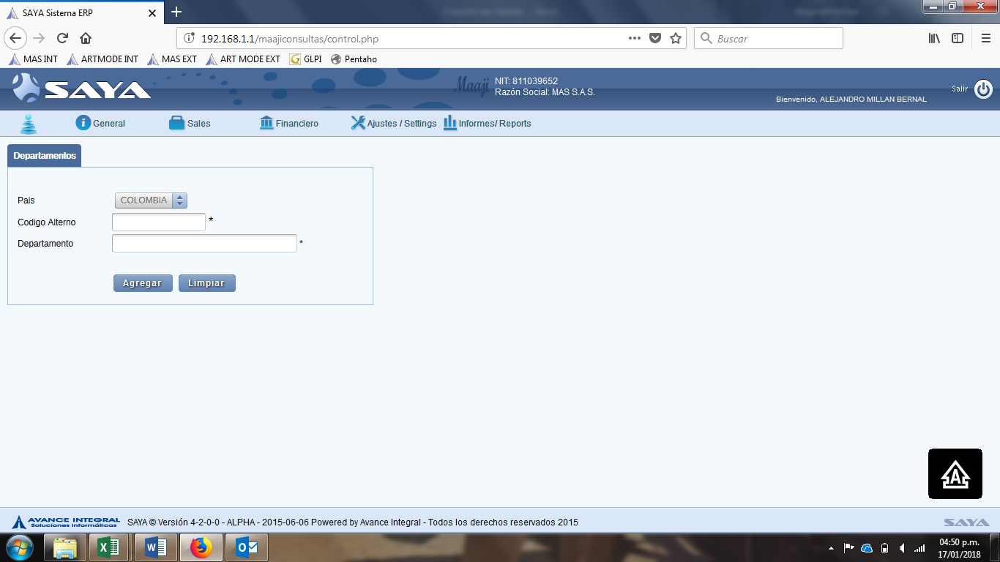 SAYA Sistema ERP
192.168.1.1/maajiconsultas/control.php
Buscar
MAS INT
ARTMODE INT
MAS EXT
ART MODE EXT
GLPI
Pentaho
SAYA
Maaji
NIT: 811039652
Razón Social: MAS S.A.S.
Bienvenido, ALEJANDRO MILLAN BERNAL
Salir
General
Sales
Financiero
Ajustes / Settings
Informes/ Reports
Departamentos
Pais
COLOMBIA
Codigo Alterno
*
Departamento
*
Agregar
Limpiar
A
AVANCE INTEGRAL
Soluciones Informáticas
SAYA © Versión 4-2-0-0 - ALPHA - 2015-06-06 Powered by Avance Integral - Todos los derechos reservados 2015
SAYA
04:50 p.m.
17/01/2018